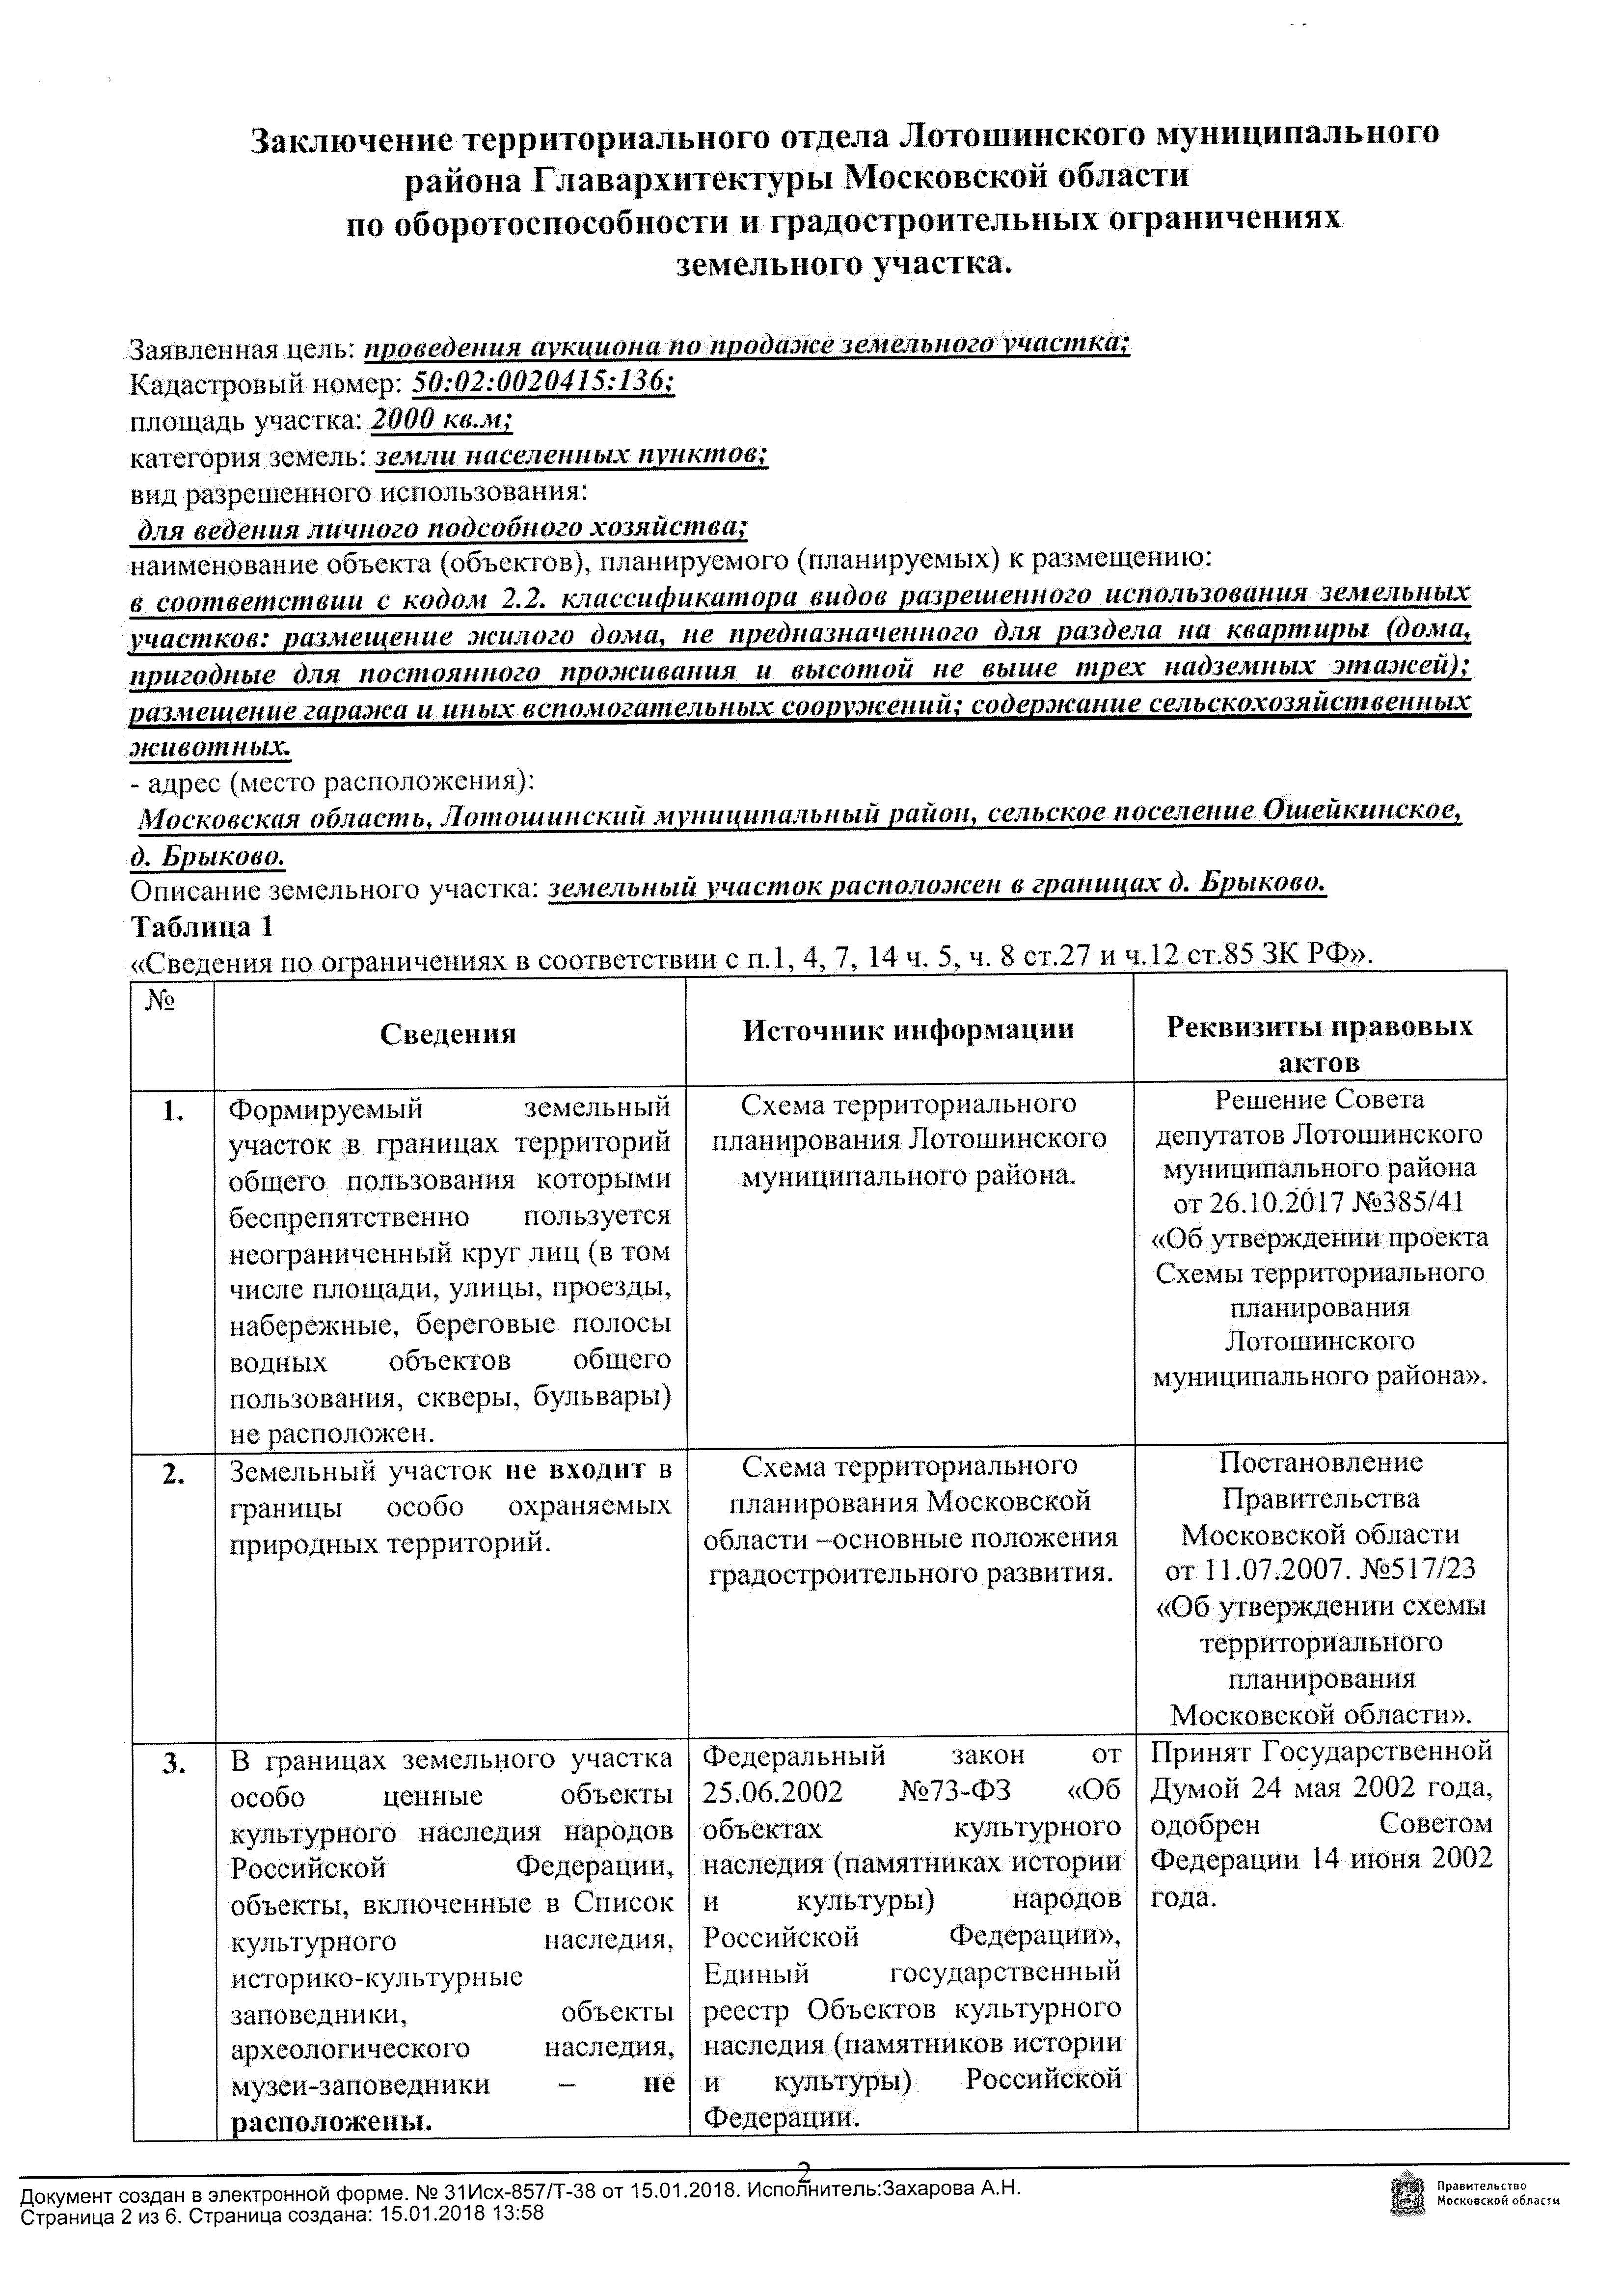 Заключение территориального отдела Лотошинского муниципального
района Главархитектуры Московской области
по оборотоспособности и градостроительных ограничениях
земельного участка.
Заявленная цель: проведения аукциона по продаже земельного участка;
Кадастровый номер: 50:02:0020415:136;
площадь участка: 2000 кв.м;
категория земель: земли населенных пунктов;
вид разрешенного использования:
для ведения личного подсобного хозяйства;
наименование объекта (объектов), планируемого (планируемых) к размещению:
в соответствии с кодом 2.2. классификатора видов разрешенного использования земельных
участков: размещение жилого дома, не предназначенного для раздела на квартиры (дома,
пригодные для постоянного проживания и высотой не выше трех надземных этажей);
размещение гаража и иных вспомогательных сооружений; содержание сельскохозяйственных
животных.
- адрес (место расположения):
Московская область, Лотошинский муниципальный район, сельское поселение Ошейкинское,
д. Брыково.
Описание земельного участка: земельный участок расположен в границах д. Брыково.
Таблица 1
«Сведения по ограничениях в соответствии с п.1, 4, 7, 14 ч. 5, ч. 8 ст.27 и ч.12 ст.85 ЗК РФ».
№
Сведения
Источник информации
Реквизиты правовых
актов
1.
Формируемый земельный
участок в границах территорий
общего пользования которыми
беспрепятственно пользуется
неограниченный круг лиц (в том
числе площади, улицы, проезды,
набережные, береговые полосы
водных объектов общего
пользования, скверы, бульвары)
не расположен.
Схема территориального
планирования Лотошинского
муниципального района.
Решение Совета
депутатов Лотошинского
муниципального района
от 26.10.2017 №385/41
«Об утверждении проекта
Схемы территориального
планирования
Лотошинского
муниципального района».
2.
Земельный участок не входит в
границы особо охраняемых
природных территорий.
Схема территориального
планирования Московской
области –основные положения
градостроительного развития.
Постановление
Правительства
Московской области
от 11.07.2007. №517/23
«Об утверждении схемы
территориального
планирования
Московской области».
3.
В границах земельного участка
особо ценные объекты
культурного наследия народов
Российской Федерации,
объекты, включенные в Список
культурного наследия,
историко-культурные
заповедники, объекты
археологического наследия,
музеи-заповедники – не
расположены.
Федеральный закон от
25.06.2002 №73-ФЗ «Об
объектах культурного
наследия (памятниках истории
и культуры) народов
Российской Федерации»,
Единый государственный
реестр Объектов культурного
наследия (памятников истории
и культуры) Российской
Федерации.
Принят Государственной
Думой 24 мая 2002 года,
одобрен Советом
Федерации 14 июня 2002
года.
2
Документ создан в электронной форме. № 31Исх-857/Т-38 от 15.01.2018. Исполнитель:Захарова А.Н.
Страница 2 из 6. Страница создана: 15.01.2018 13:58
Правительство
Московской области